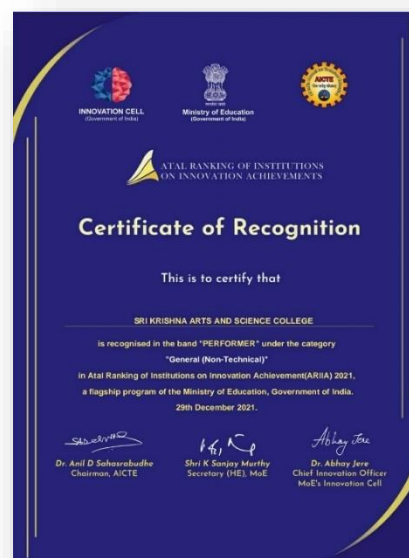 AICTE
INNOVATION CELL
(Government of India)
Ministry of Education
(Government of India)
ATAL RANKING OF INSTITUTIONS
ON INNOVATION ACHIEVEMENTS
Certificate of Recognition
This is to certify that
SRI KRISHNA ARTS AND SCIENCE COLLEGE
is recognised in the band "PERFORMER" under the category
"General (Non-Technical)"
in Atal Ranking of Institutions on Innovation Achievement(ARIIA) 2021,
a flagship program of the Ministry of Education, Government of India.
29th December 2021.
Abhay Jere
Dr. Anil D Sahasrabudhe
Chairman, AICTE
Shri K Sanjay Murthy
Secretary (HE), MoE
Dr. Abhay Jere
Chief Innovation Officer
MoE's Innovation Cell